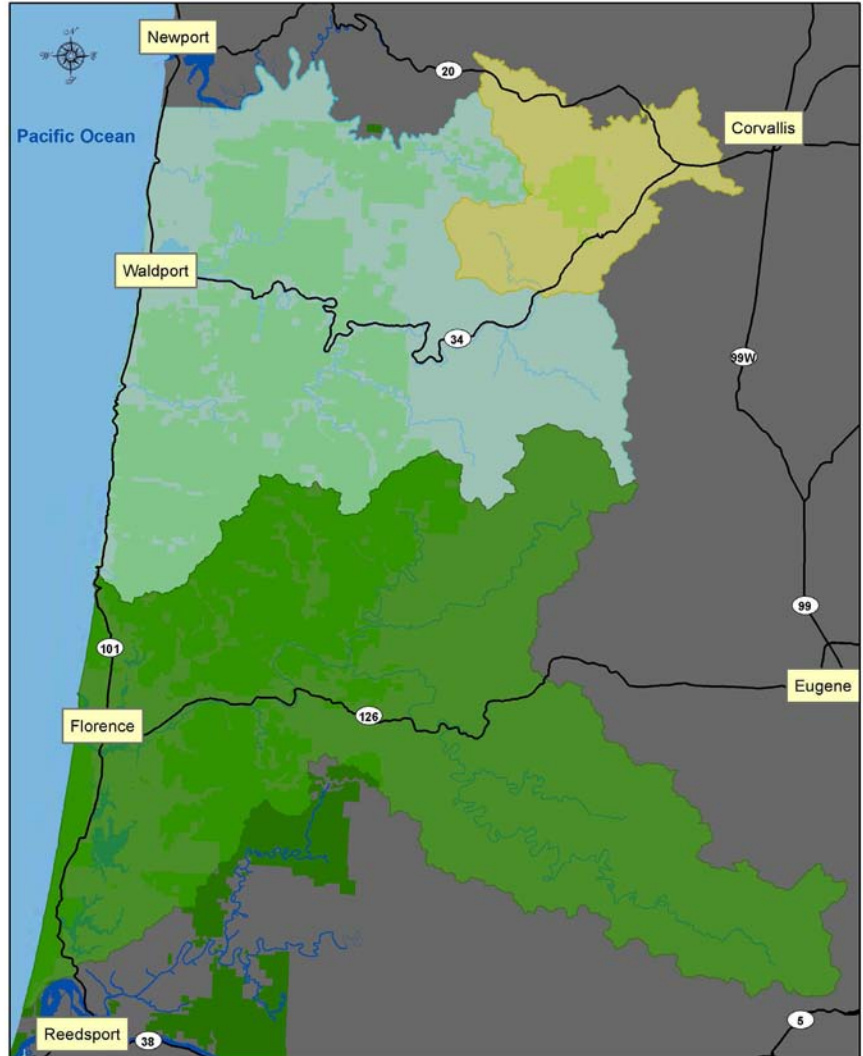 Newport
N
W
E
S
20
Corvallis
Pacific Ocean
Waldport
34
99W
99
101
Eugene
Florence
126
5
Reedsport
38